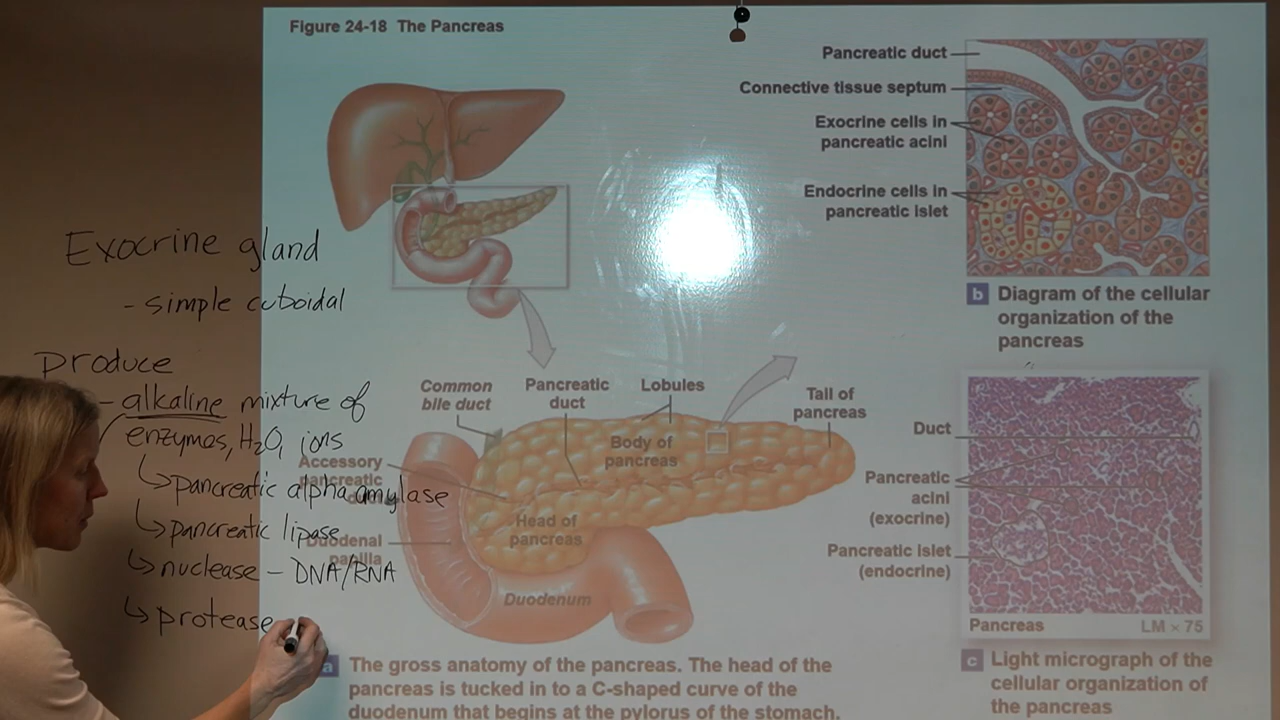 Figure 24-18 The Pancreas
Exocrine gland
- simple cuboidal
Produce
- alkaline mixture of
enzymes, H2O, ions
↳ pancreatic alpha amylase
↳ pancreatic lipase
↳ nuclease - DNA/RNA
↳ protease
Common
bile duct
Pancreatic
duct
Lobules
Tail of
pancreas
Body of
pancreas
Accessory
pancreatic
Head of
pancreas
Duodenal
papilla
Duodenum
a The gross anatomy of the pancreas. The head of the
pancreas is tucked in to a C-shaped curve of the
duodenum that begins at the pylorus of the stomach.
Pancreatic duct
Connective tissue septum
Exocrine cells in
pancreatic acini
Endocrine cells in
pancreatic islet
b Diagram of the cellular
organization of the
pancreas
Duct
Pancreatic
acini
(exocrine)
Pancreatic islet
(endocrine)
Pancreas LM × 75
c Light micrograph of the
cellular organization of
the pancreas